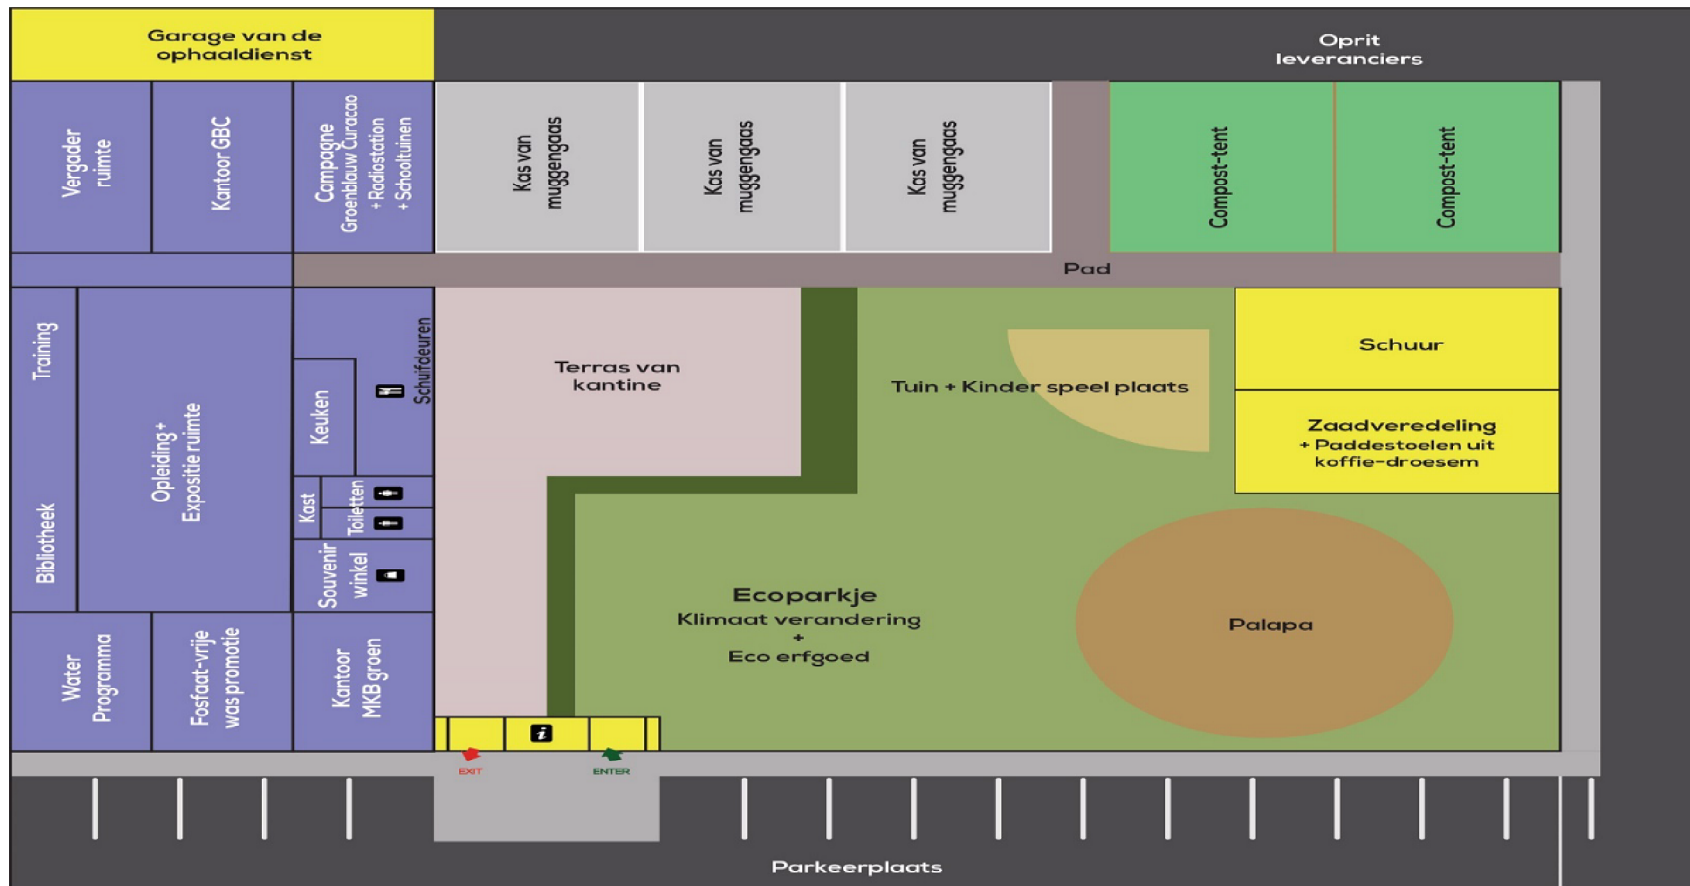 Garage van de
ophaaldienst
Oprit
leveranciers
Vergader
ruimte
Kantoor GBC
Campagne
Groenblauw Curacao
+ Radiostation
+ Schooltuinen
Kas van
muggengaas
Kas van
muggengaas
Kas van
muggengaas
Compost-tent
Compost-tent
Pad
Training
Bibliotheek
Opleiding +
Expositie ruimte
Keuken
Schuifdeuren
Kast
Toiletten
Souvenir
winkel
Terras van
kantine
Tuin + Kinder speel plaats
Schuur
Zaadveredeling
+ Paddestoelen uit
koffie-droesem
Ecoparkje
Klimaat verandering
+
Eco erfgoed
Palapa
Water
Programma
Fosfaat-vrije
was promotie
Kantoor
MKB groen
i
EXIT
ENTER
Parkeerplaats